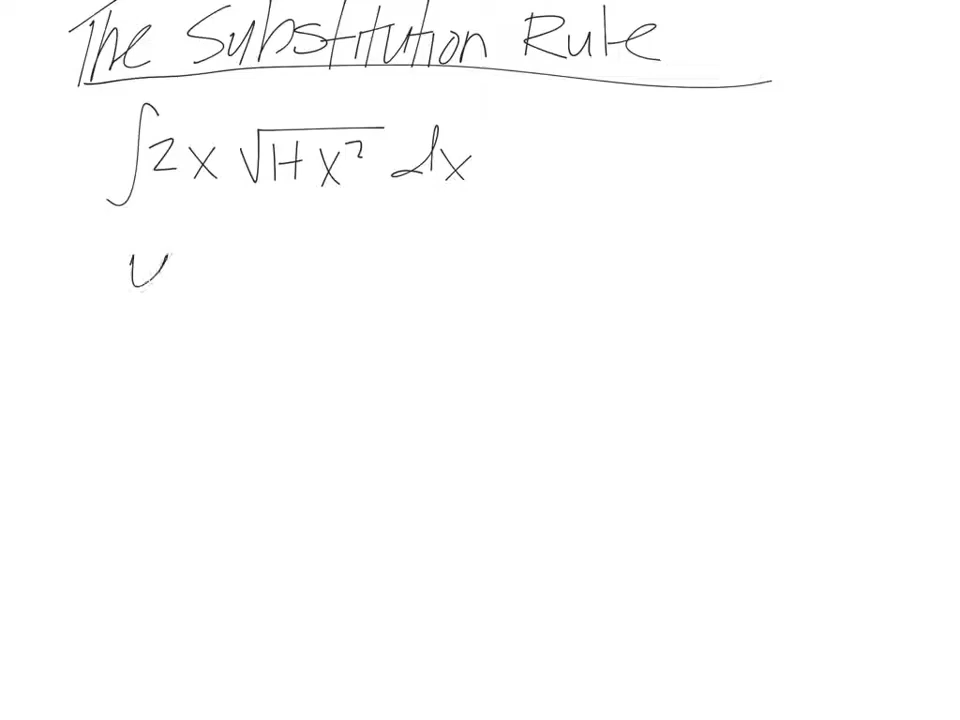 The Substitution Rule
∫2x √1+x² dx
u